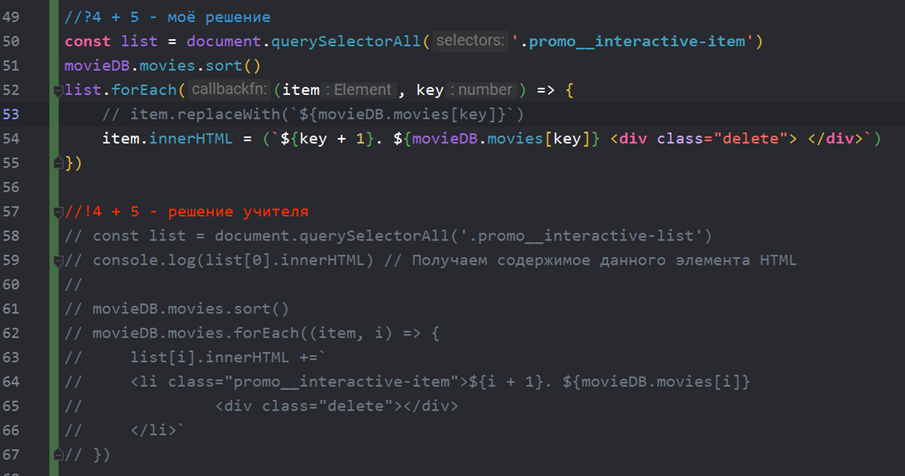 49 //?4 + 5 - моё решение
50 const list = document.querySelectorAll( selectors: '.promo__interactive-item')
51 movieDB.movies.sort()
52 list.forEach( callbackfn: (item : Element , key : number ) => {
53 // item.replaceWith(`${movieDB.movies[key]}`)
54 item.innerHTML = (`${key + 1}. ${movieDB.movies[key]} <div class="delete"> </div>`)
55 })
56
57 //!4 + 5 - решение учителя
58 // const list = document.querySelectorAll('.promo__interactive-list')
59 // console.log(list[0].innerHTML) // Получаем содержимое данного элемента HTML
60 //
61 // movieDB.movies.sort()
62 // movieDB.movies.forEach((item, i) => {
63 // list[i].innerHTML +=`
64 // <li class="promo__interactive-item">${i + 1}. ${movieDB.movies[i]}
65 // <div class="delete"></div>
66 // </li>`
67 // })